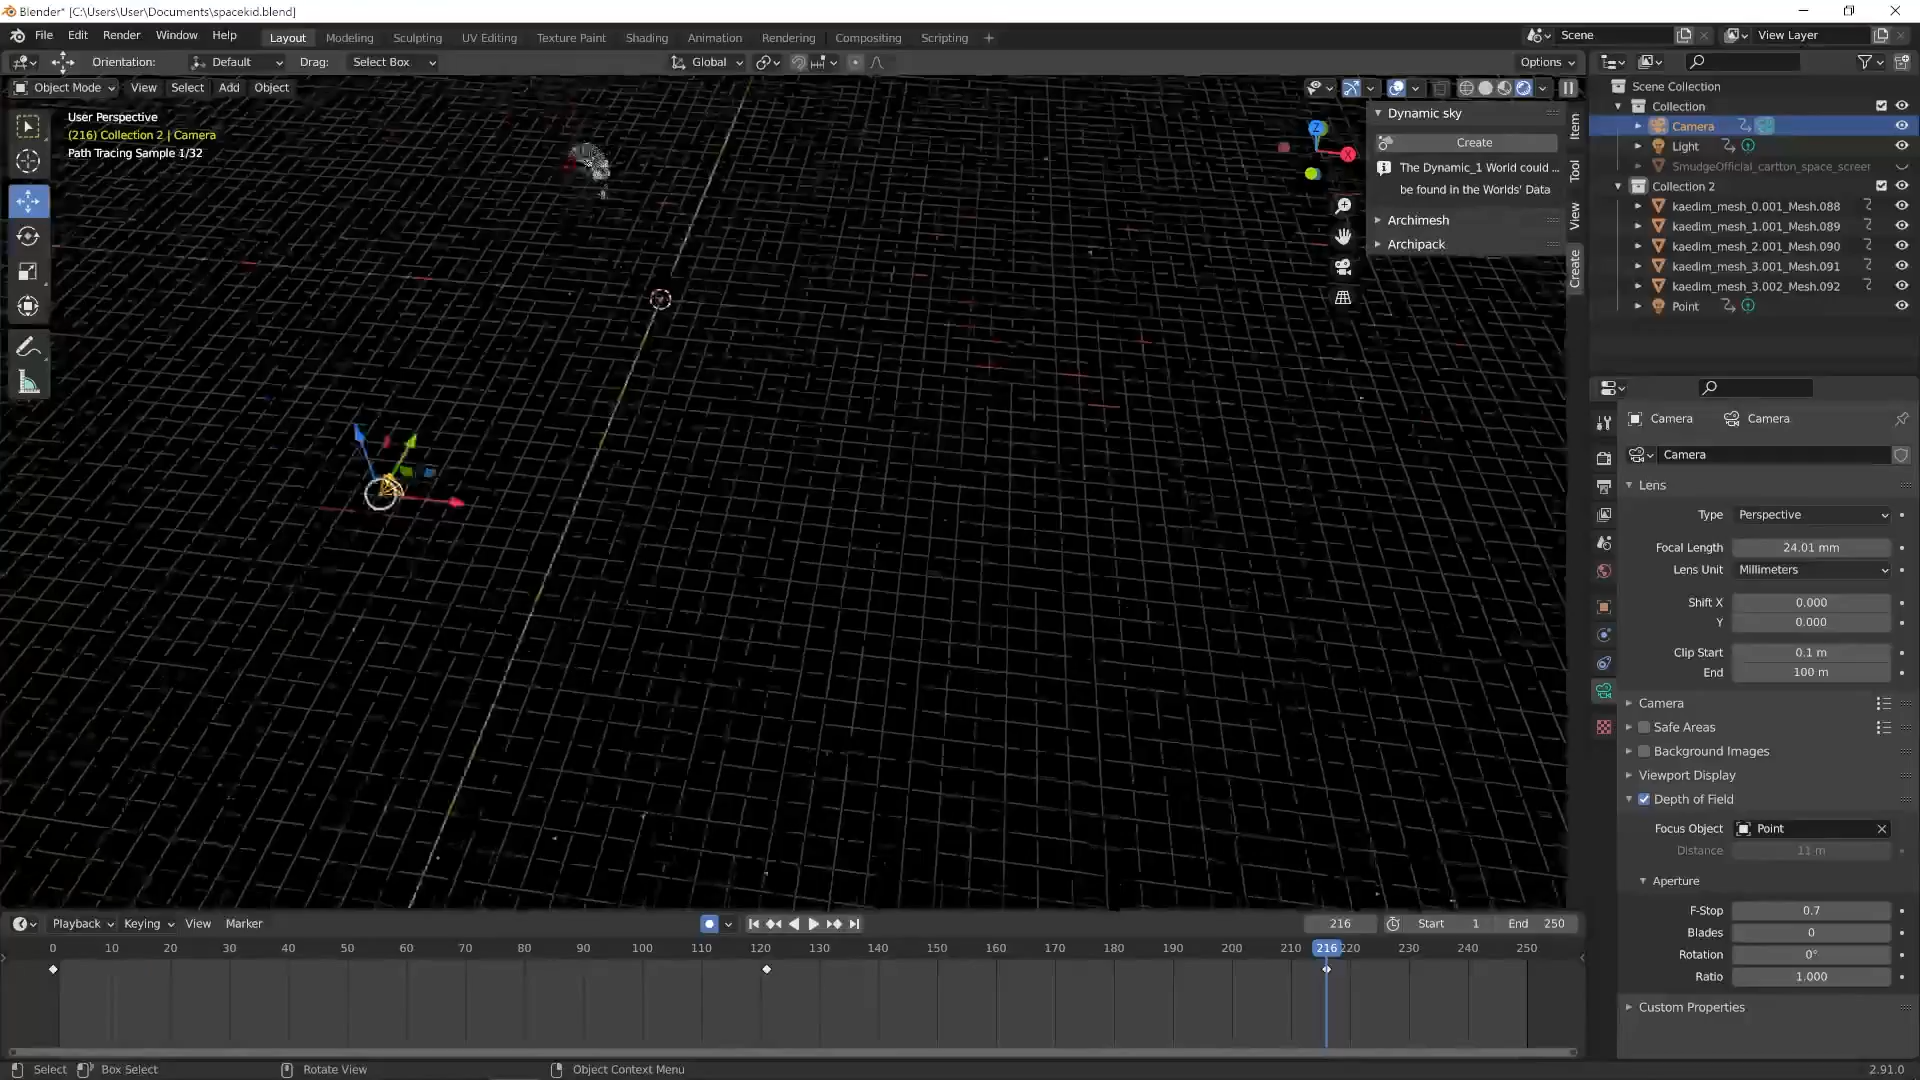 Blender* [C:\Users\User\Documents\spacekid.blend]
File Edit Render Window Help Layout Modeling Sculpting UV Editing Texture Paint Shading Animation Rendering Compositing Scripting + Scene View Layer
Orientation: Default Drag: Select Box Global Options
Object Mode View Select Add Object
User Perspective
(216) Collection 2 | Camera
Path Tracing Sample 1/32
Z
X
Dynamic sky
Create
The Dynamic_1 World could ...
be found in the Worlds' Data
Archimesh
Archipack
Item
Tool
View
Create
Scene Collection
Collection
Camera
Light
SmudgeOfficial_cartton_space_screer
Collection 2
kaedim_mesh_0.001_Mesh.088
kaedim_mesh_1.001_Mesh.089
kaedim_mesh_2.001_Mesh.090
kaedim_mesh_3.001_Mesh.091
kaedim_mesh_3.002_Mesh.092
Point
Camera Camera
Camera
Lens
Type Perspective
Focal Length 24.01 mm
Lens Unit Millimeters
Shift X 0.000
Y 0.000
Clip Start 0.1 m
End 100 m
Camera
Safe Areas
Background Images
Viewport Display
Depth of Field
Focus Object Point
Distance 11 m
Aperture
F-Stop 0.7
Blades 0
Rotation 0°
Ratio 1.000
Custom Properties
Playback Keying View Marker 216 Start 1 End 250
0 10 20 30 40 50 60 70 80 90 100 110 120 130 140 150 160 170 180 190 200 210 216 220 230 240 250
Select Box Select Rotate View Object Context Menu 2.91.0